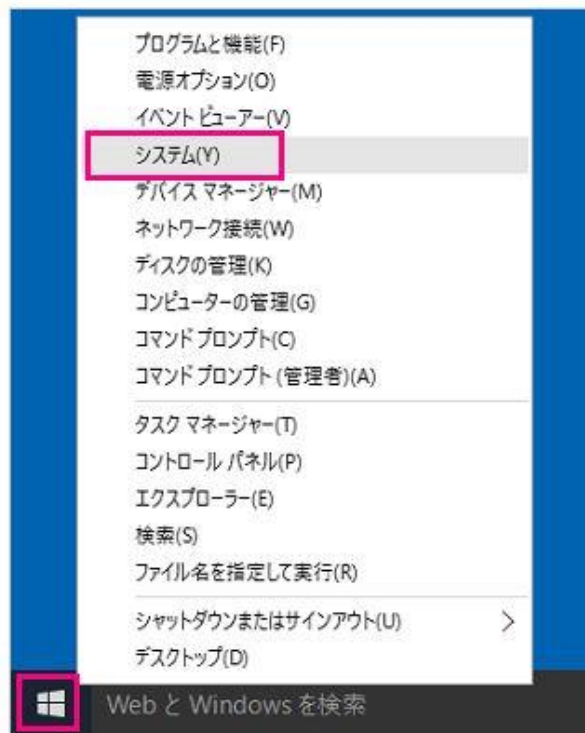 プログラムと機能(F)
電源オプション(O)
イベント ビューアー(V)
システム(Y)
デバイス マネージャー(M)
ネットワーク接続(W)
ディスクの管理(K)
コンピューターの管理(G)
コマンド プロンプト(C)
コマンド プロンプト (管理者)(A)
タスク マネージャー(T)
コントロール パネル(P)
エクスプローラー(E)
検索(S)
ファイル名を指定して実行(R)
シャットダウンまたはサインアウト(U)
デスクトップ(D)
Web と Windows を検索